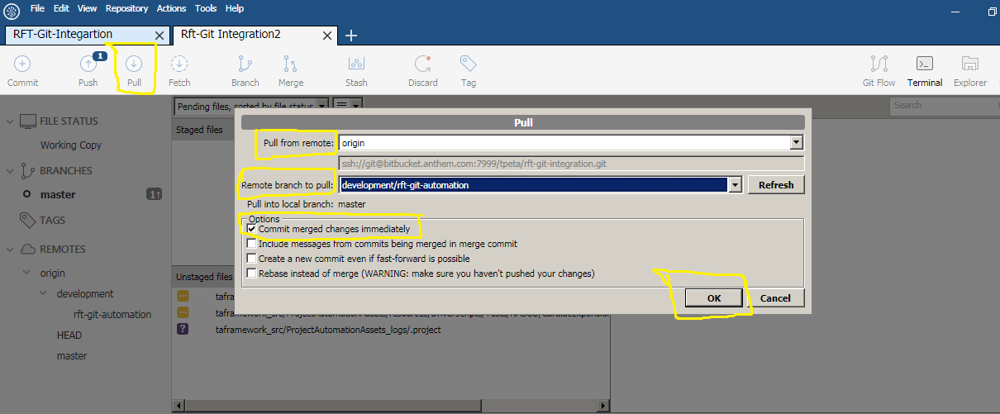 File Edit View Repository Actions Tools Help
RFT-Git-Integartion
Rft-Git Integration2
Commit
Push
1
Pull
Fetch
Branch
Merge
Stash
Discard
Tag
Git Flow
Terminal
Explorer
FILE STATUS
Working Copy
BRANCHES
master
1↑
TAGS
REMOTES
origin
development
rft-git-automation
HEAD
master
Pending files, sorted by file status
Search
Staged files
Pull
Pull from remote: origin
ssh://git@bitbucket.anthem.com:7999/tpeta/rft-git-integration.git
Remote branch to pull: development/rft-git-automation
Refresh
Pull into local branch: master
Options
Commit merged changes immediately
Include messages from commits being merged in merge commit
Create a new commit even if fast-forward is possible
Rebase instead of merge (WARNING: make sure you haven't pushed your changes)
OK
Cancel
Unstaged files
taframework_src/ProjectAutomationAssets_logs/.project